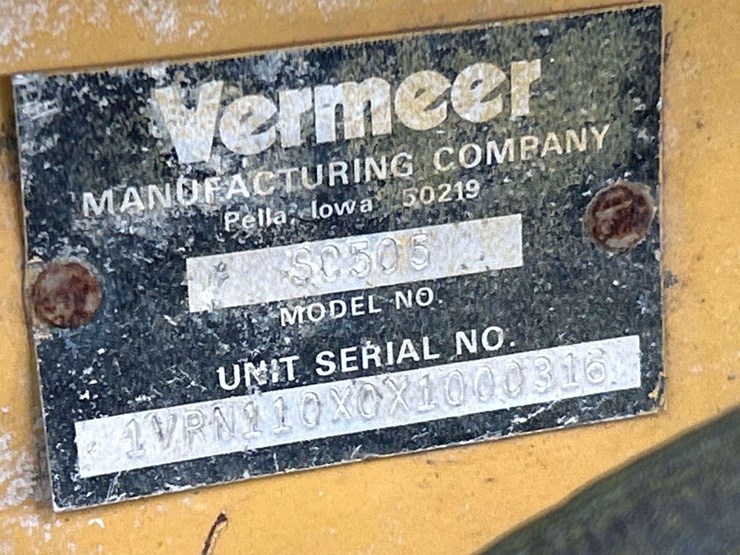 Vermeer
MANUFACTURING COMPANY
Pella, Iowa 50219
SC505
MODEL NO.
UNIT SERIAL NO.
1VRN110X0X1000316